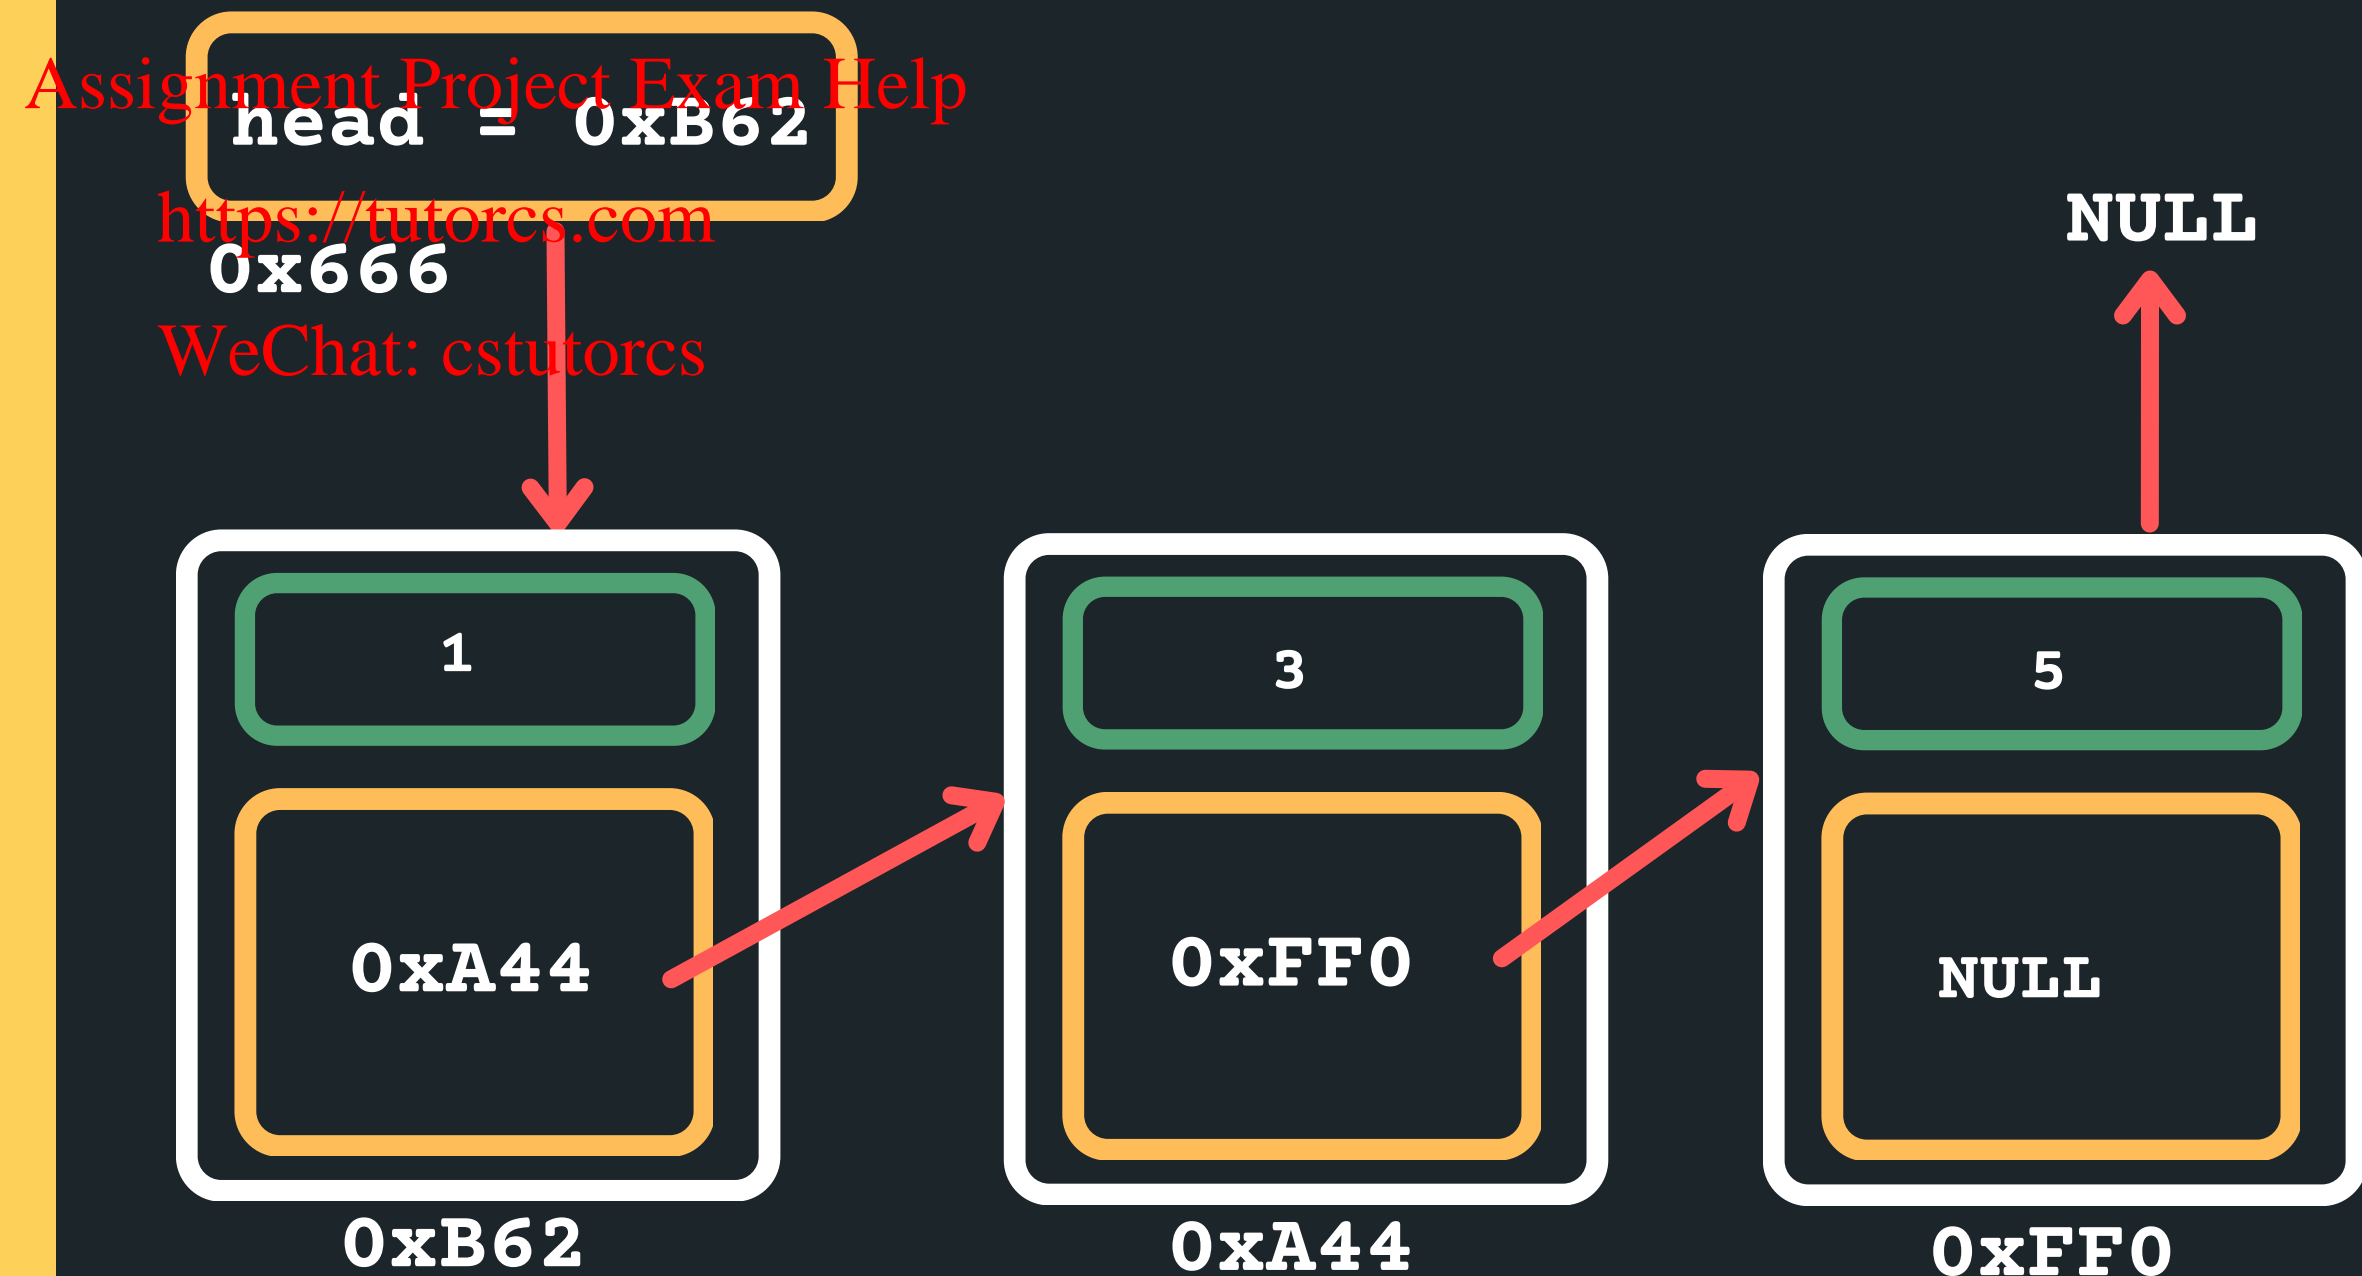 Assignment Project Exam Help
head = 0xB62
https://tutorcs.com
0x666
WeChat: cstutorcs
NULL
1
3
5
0xA44
0xFF0
NULL
0xB62
0xA44
0xFF0